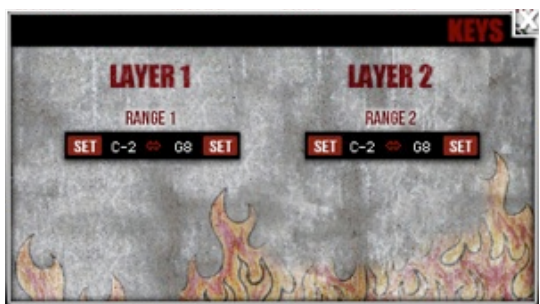 KEYS
LAYER 1
LAYER 2
RANGE 1
RANGE 2
SET C-2 ⇔ G8 SET
SET C-2 ⇔ G8 SET